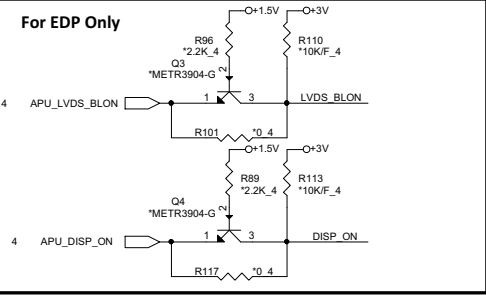 For EDP Only
+1.5V
+3V
R96
*2.2K_4
R110
*10K/F_4
Q3
*METR3904-G
2
4
APU_LVDS_BLON
1
3
LVDS_BLON
R101
*0_4
+1.5V
+3V
R89
*2.2K_4
R113
*10K/F_4
Q4
*METR3904-G
2
4
APU_DISP_ON
1
3
DISP_ON
R117
*0_4